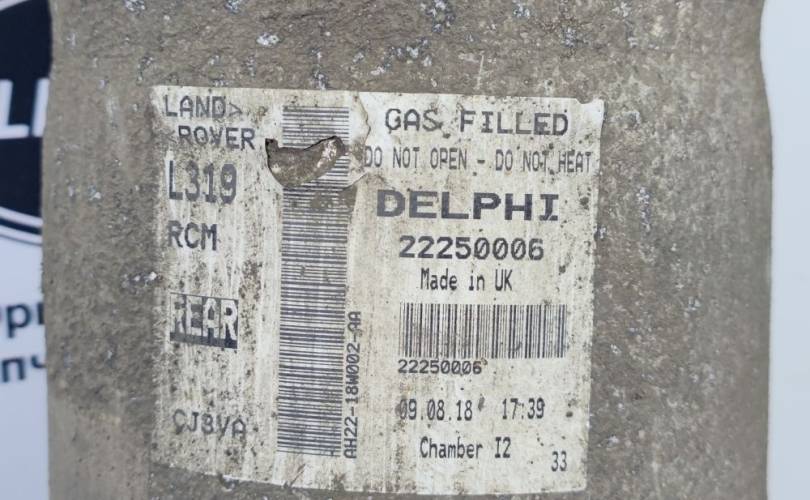 LAND>
<ROVER
L319
RCM
REAR
CJ3VA
AH22-18W002-AA
GAS FILLED
DO NOT OPEN - DO NOT HEAT
DELPHI
22250006
Made in UK
22250006
09.08.18 17:39
Chamber I2
33